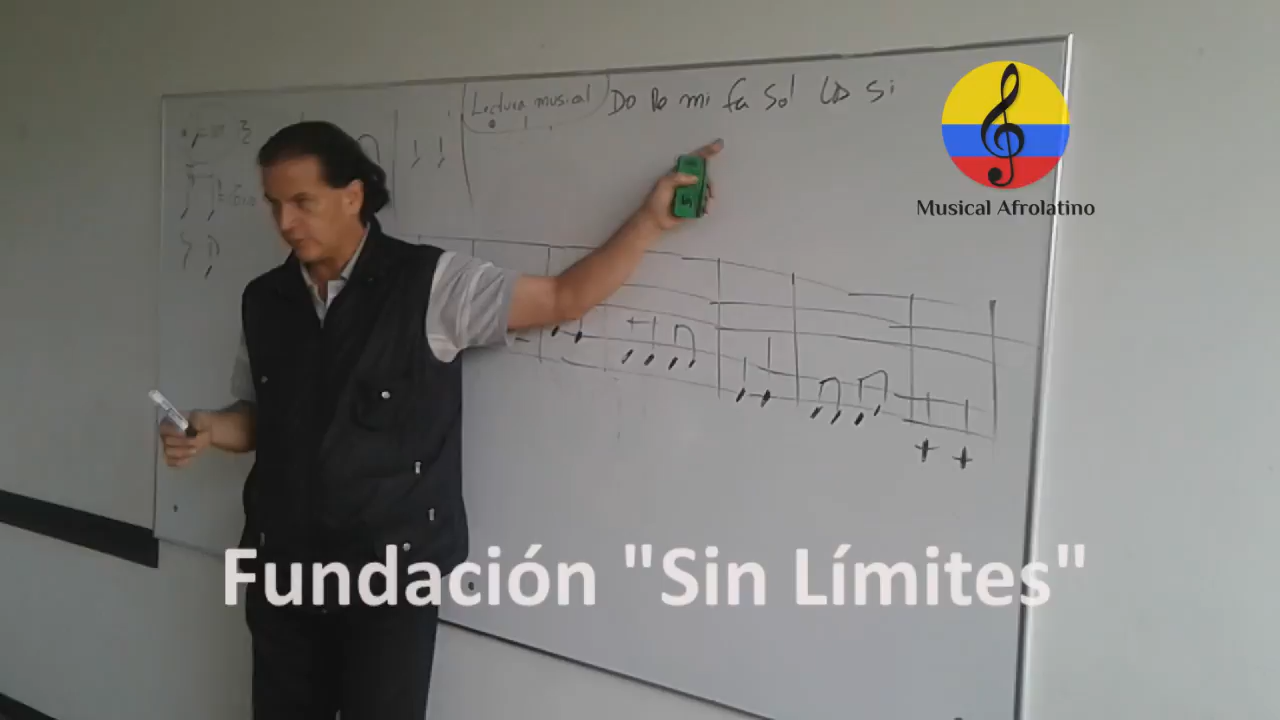 Lectura musical Do Re mi fa Sol La Si
Musical Afrolatino
Fundación "Sin Límites"